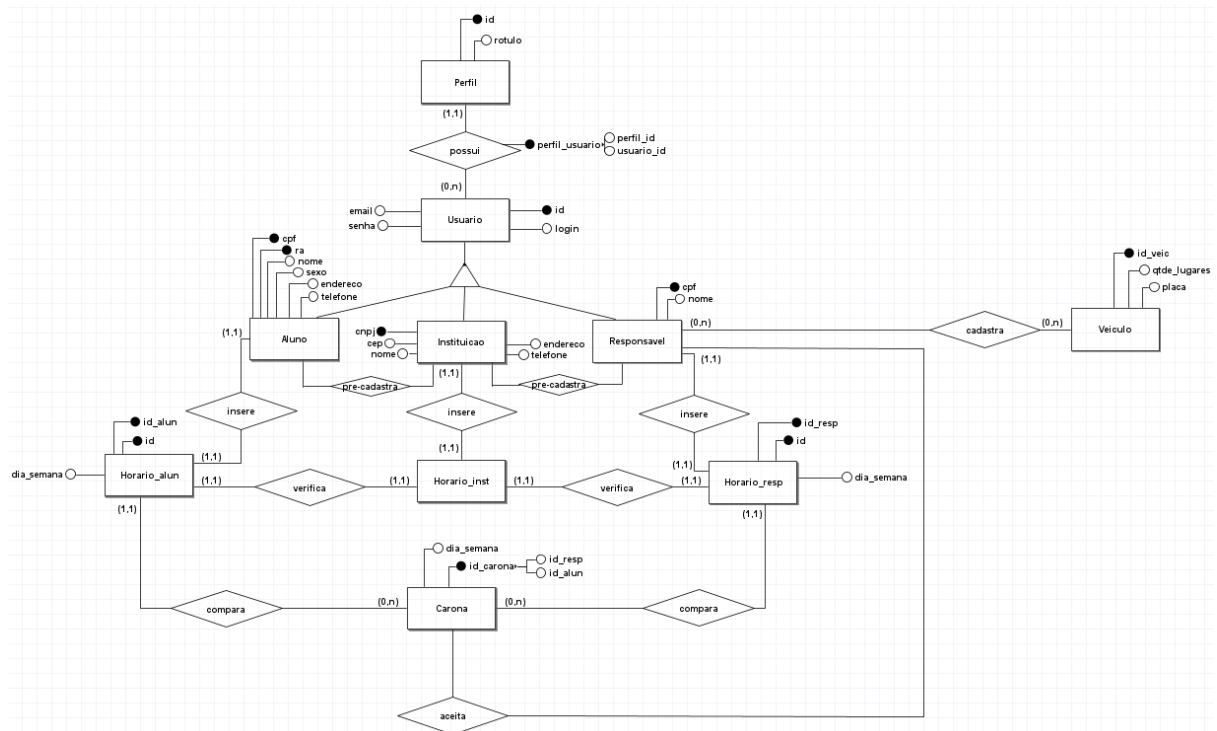 id
rotulo
Perfil
(1,1)
possui
perfil_usuario
perfil_id
usuario_id
(0,n)
email
senha
Usuario
id
login
cpf
ra
nome
sexo
endereco
telefone
(1,1)
Aluno
cnpj
cep
nome
Instituicao
endereco
telefone
cpf
nome
Responsavel
(0,n)
cadastra
(0,n)
id_veic
qtde_lugares
placa
Veiculo
pre-cadastra
(1,1)
pre-cadastra
(1,1)
insere
insere
insere
id_alun
id
(1,1)
(1,1)
(1,1)
id_resp
id
dia_semana
Horario_alun
(1,1)
verifica
(1,1)
Horario_inst
(1,1)
verifica
(1,1)
Horario_resp
dia_semana
(1,1)
(1,1)
dia_semana
id_carona
id_resp
id_alun
compara
(0,n)
Carona
(0,n)
compara
aceita